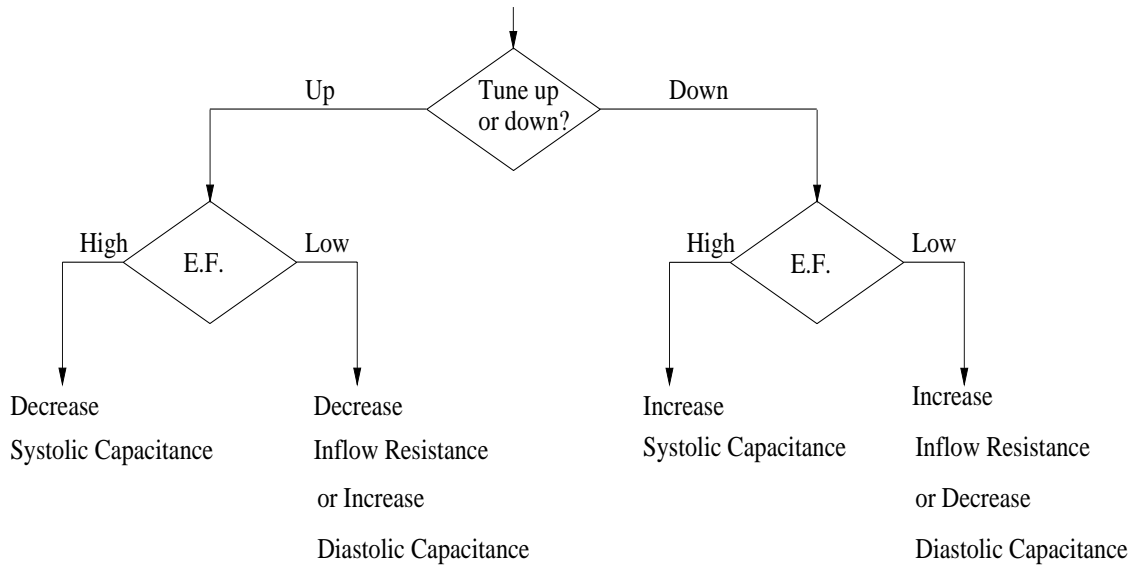 Tune up
or down?
Up
Down
E.F.
High
Low
E.F.
High
Low
Decrease
Systolic Capacitance
Decrease
Inflow Resistance
or Increase
Diastolic Capacitance
Increase
Systolic Capacitance
Increase
Inflow Resistance
or Decrease
Diastolic Capacitance